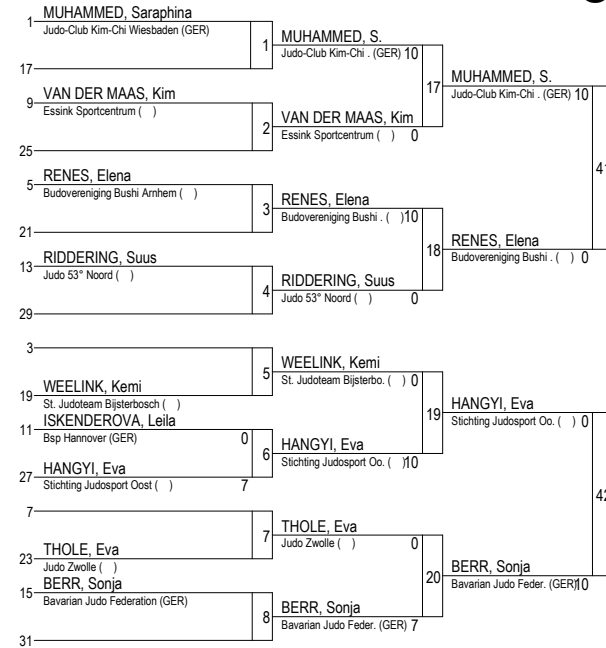 1 MUHAMMED, Saraphina
Judo-Club Kim-Chi Wiesbaden (GER)
17
1
9 VAN DER MAAS, Kim
Essink Sportcentrum ( )
25
2
5 RENES, Elena
Budovereniging Bushi Arnhem ( )
21
3
13 RIDDERING, Suus
Judo 53° Noord ( )
29
4
3
19 WEELINK, Kemi
St. Judoteam Bijsterbosch ( )
5
11 ISKENDEROVA, Leila
Bsp Hannover (GER) 0
27 HANGYI, Eva
Stichting Judosport Oost ( ) 7
6
7
23 THOLE, Eva
Judo Zwolle ( )
7
15 BERR, Sonja
Bavarian Judo Federation (GER)
31
8
MUHAMMED, S.
Judo-Club Kim-Chi . (GER) 10
VAN DER MAAS, Kim
Essink Sportcentrum ( ) 0
17
RENES, Elena
Budovereniging Bushi . ( ) 10
RIDDERING, Suus
Judo 53° Noord ( ) 0
18
WEELINK, Kemi
St. Judoteam Bijsterbo. ( ) 0
HANGYI, Eva
Stichting Judosport Oo. ( ) 10
19
THOLE, Eva
Judo Zwolle ( ) 0
BERR, Sonja
Bavarian Judo Feder. (GER) 7
20
MUHAMMED, S.
Judo-Club Kim-Chi . (GER) 10
RENES, Elena
Budovereniging Bushi . ( ) 0
41
HANGYI, Eva
Stichting Judosport Oo. ( ) 0
BERR, Sonja
Bavarian Judo Feder. (GER) 10
42